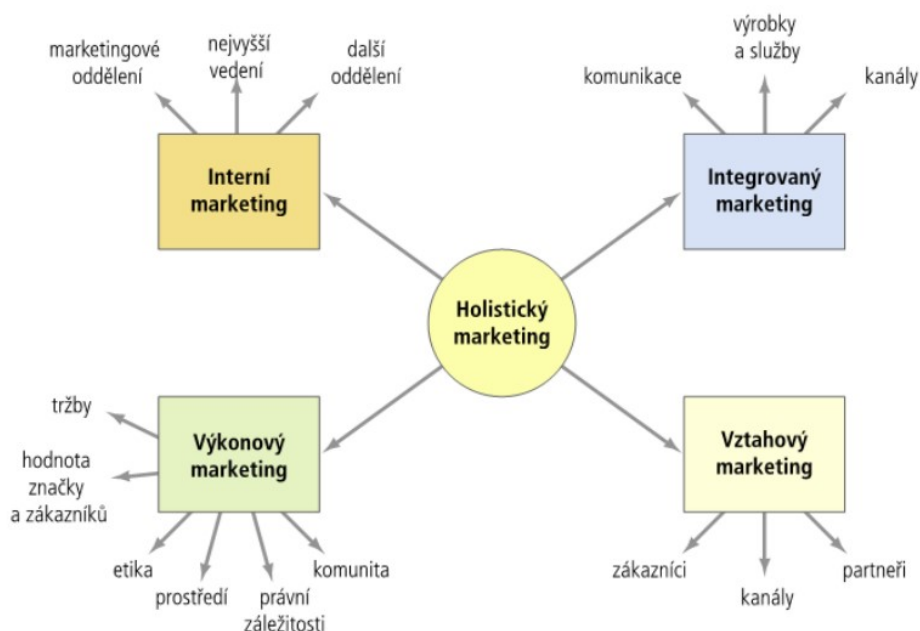 marketingové
oddělení
nejvyšší
vedení
další
oddělení
Interní
marketing
komunikace
výrobky
a služby
kanály
Integrovaný
marketing
Holistický
marketing
tržby
hodnota
značky
a zákazníků
Výkonový
marketing
etika
prostředí
právní
záležitosti
komunita
Vztahový
marketing
zákazníci
kanály
partneři